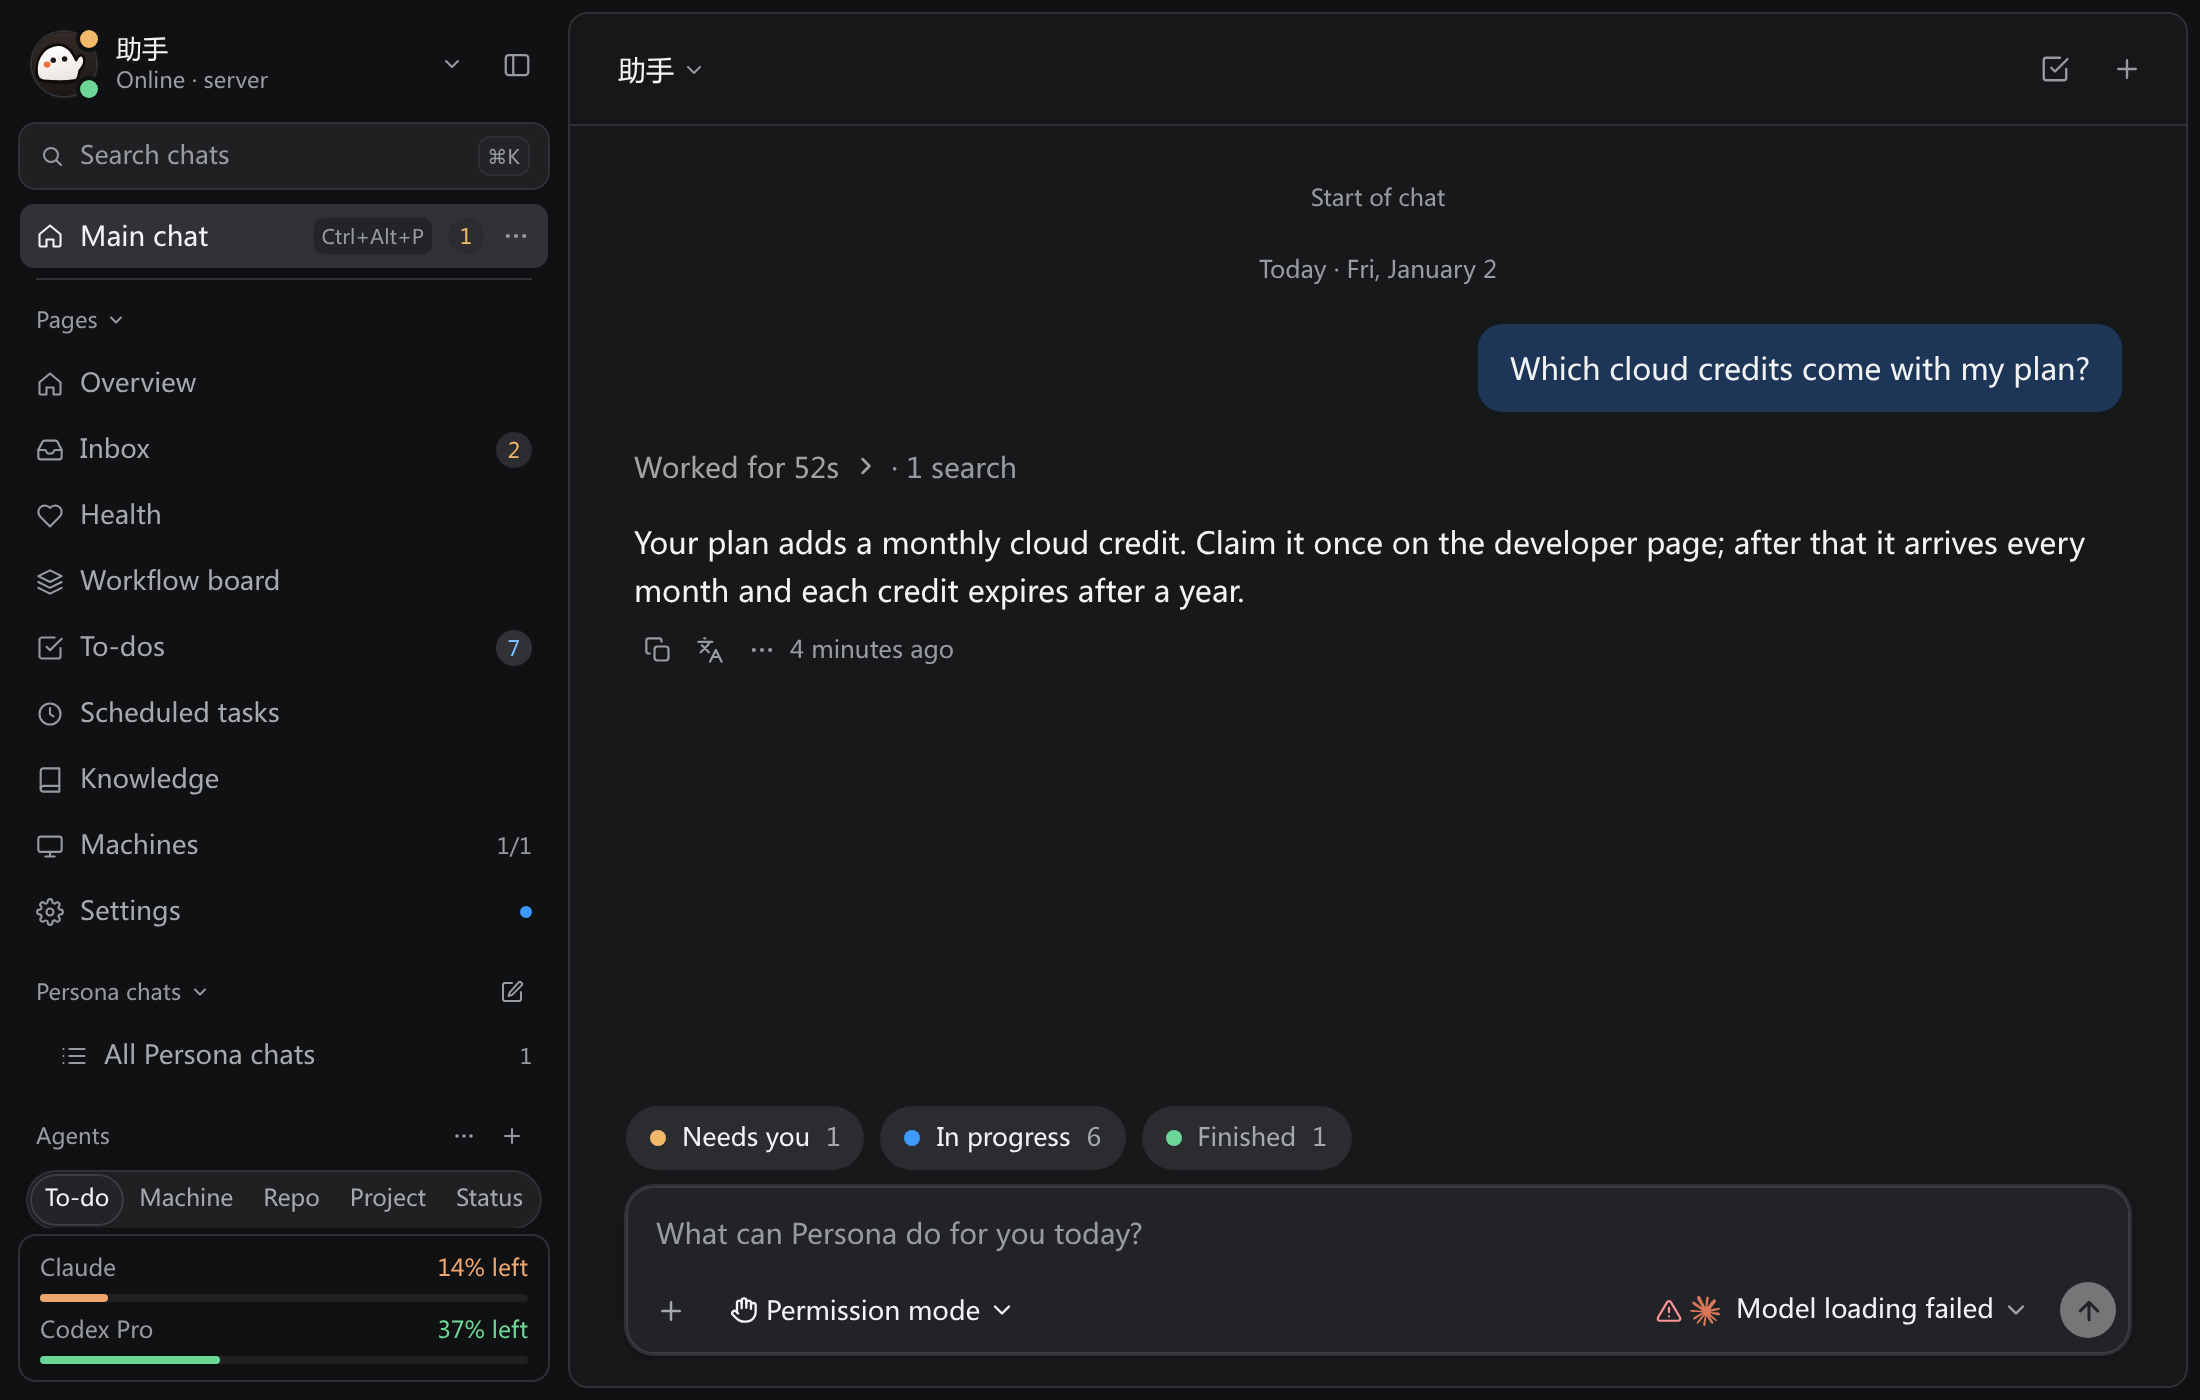 助手
Online · server
Search chats
⌘K
Main chat
Ctrl+Alt+P
1
Pages
Overview
Inbox
2
Health
Workflow board
To-dos
7
Scheduled tasks
Knowledge
Machines
1/1
Settings
Persona chats
All Persona chats
1
Agents
To-do
Machine
Repo
Project
Status
Claude
14% left
Codex Pro
37% left
助手
Start of chat
Today · Fri, January 2
Which cloud credits come with my plan?
Worked for 52s
· 1 search
Your plan adds a monthly cloud credit. Claim it once on the developer page; after that it arrives every
month and each credit expires after a year.
4 minutes ago
Needs you 1
In progress 6
Finished 1
What can Persona do for you today?
Permission mode
Model loading failed